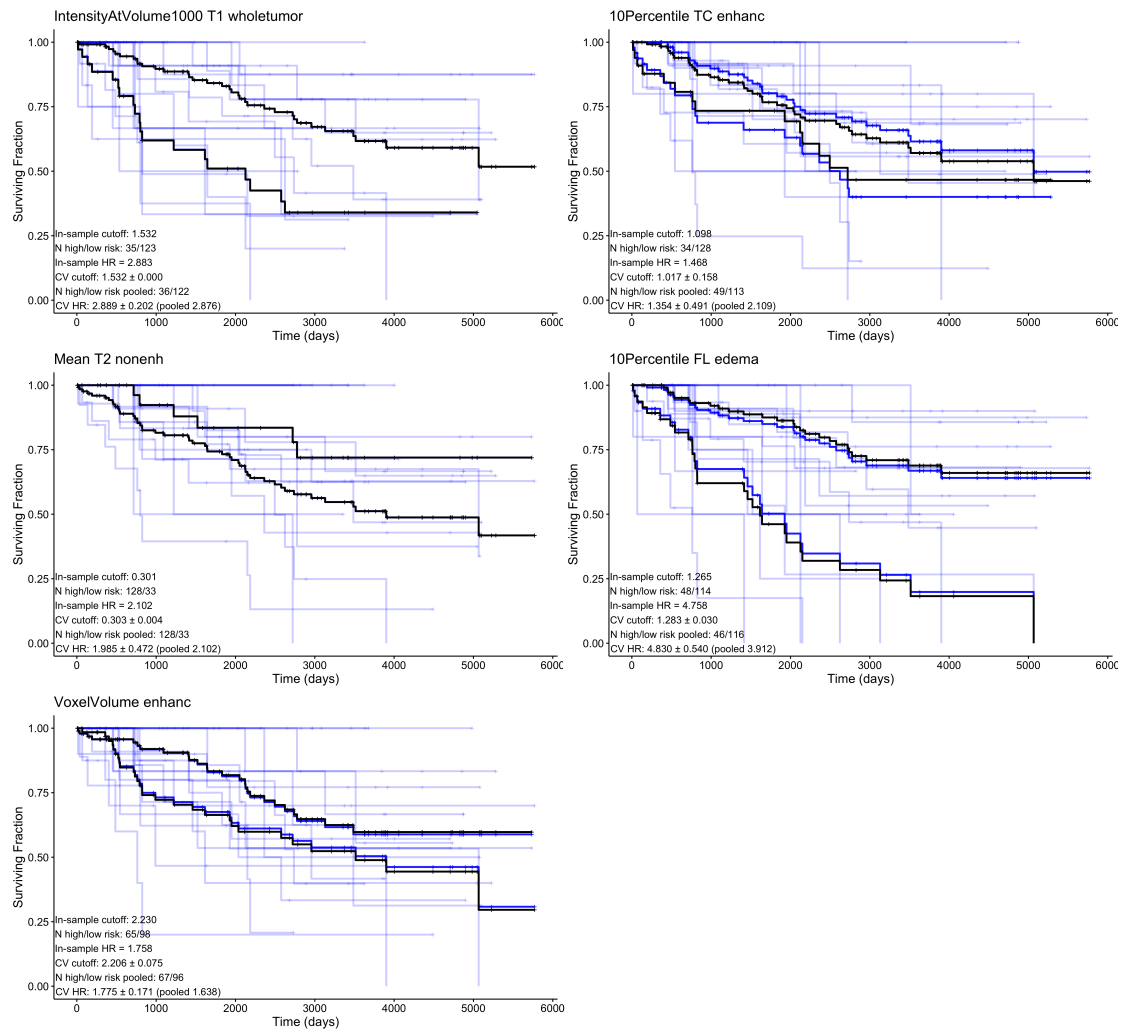 IntensityAtVolume1000 T1 wholetumor
1.00
0.75
0.50
0.25
0.00
Surviving Fraction
In-sample cutoff: 1.532
N high/low risk: 35/123
In-sample HR = 2.883
CV cutoff: 1.532 ± 0.000
N high/low risk pooled: 36/122
CV HR: 2.889 ± 0.202 (pooled 2.876)
0 1000 2000 3000 4000 5000 6000
Time (days)
10Percentile TC enhanc
1.00
0.75
0.50
0.25
0.00
Surviving Fraction
In-sample cutoff: 1.098
N high/low risk: 34/128
In-sample HR = 1.468
CV cutoff: 1.017 ± 0.158
N high/low risk pooled: 49/113
CV HR: 1.354 ± 0.491 (pooled 2.109)
0 1000 2000 3000 4000 5000 6000
Time (days)
Mean T2 nonenh
1.00
0.75
0.50
0.25
0.00
Surviving Fraction
In-sample cutoff: 0.301
N high/low risk: 128/33
In-sample HR = 2.102
CV cutoff: 0.303 ± 0.004
N high/low risk pooled: 128/33
CV HR: 1.985 ± 0.472 (pooled 2.102)
0 1000 2000 3000 4000 5000 6000
Time (days)
10Percentile FL edema
1.00
0.75
0.50
0.25
0.00
Surviving Fraction
In-sample cutoff: 1.265
N high/low risk: 48/114
In-sample HR = 4.758
CV cutoff: 1.283 ± 0.030
N high/low risk pooled: 46/116
CV HR: 4.830 ± 0.540 (pooled 3.912)
0 1000 2000 3000 4000 5000 6000
Time (days)
VoxelVolume enhanc
1.00
0.75
0.50
0.25
0.00
Surviving Fraction
In-sample cutoff: 2.230
N high/low risk: 65/98
In-sample HR = 1.758
CV cutoff: 2.206 ± 0.075
N high/low risk pooled: 67/96
CV HR: 1.775 ± 0.171 (pooled 1.638)
0 1000 2000 3000 4000 5000 6000
Time (days)